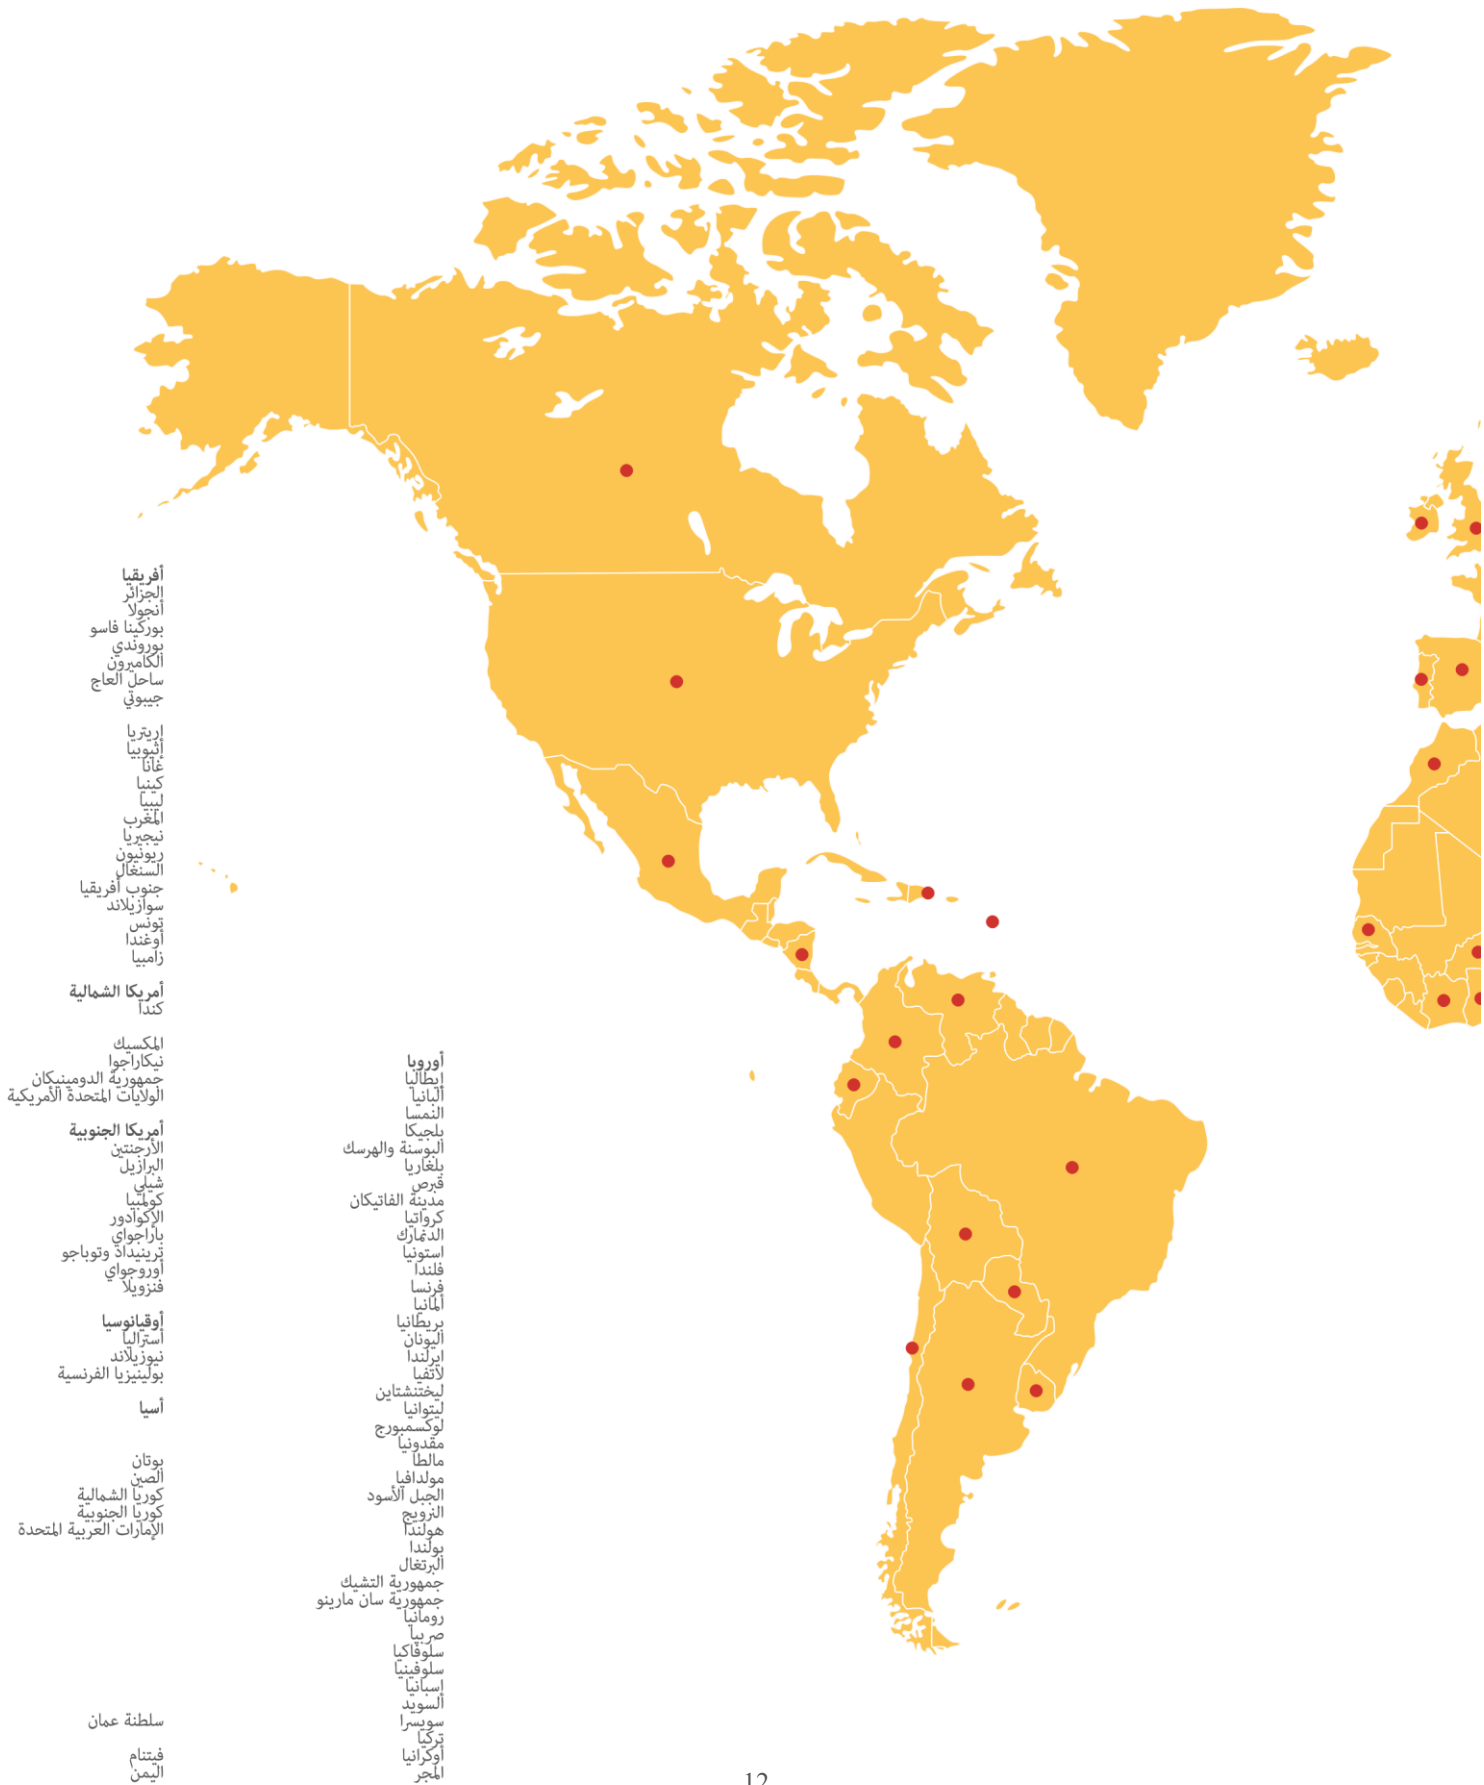 أفريقيا
الجزائر
أنجولا
بوركينا فاسو
بوروندي
الكاميرون
ساحل العاج
جيبوتي
إريتريا
إثيوبيا
غانا
كينيا
ليبيا
المغرب
نيجيريا
ريونيون
السنغال
جنوب أفريقيا
سوازيلاند
تونس
أوغندا
زامبيا
أمريكا الشمالية
كندا
المكسيك
نيكاراجوا
جمهورية الدومينيكان
الولايات المتحدة الأمريكية
أمريكا الجنوبية
الأرجنتين
البرازيل
شيلي
كولمبيا
الإكوادور
باراجواي
ترينيداد وتوباجو
أوروجواي
فنزويلا
أوقيانوسيا
أستراليا
نيوزيلاند
بولينيزيا الفرنسية
أسيا
بوتان
الصين
كوريا الشمالية
كوريا الجنوبية
الإمارات العربية المتحدة
سلطنة عمان
فيتنام
اليمن
أوروبا
إيطاليا
ألبانيا
النمسا
بلجيكا
البوسنة والهرسك
بلغاريا
قبرص
مدينة الفاتيكان
كرواتيا
الدنمارك
استونيا
فلندا
فرنسا
ألمانيا
بريطانيا
اليونان
ايرلندا
لاتفيا
ليختنشتاين
ليتوانيا
لوكسمبورج
مقدونيا
مالطا
مولدافيا
الجبل الأسود
النرويج
هولندا
بولندا
البرتغال
جمهورية التشيك
جمهورية سان مارينو
رومانيا
صربيا
سلوفاكيا
سلوفينيا
إسبانيا
السويد
سويسرا
تركيا
أوكرانيا
المجر
12